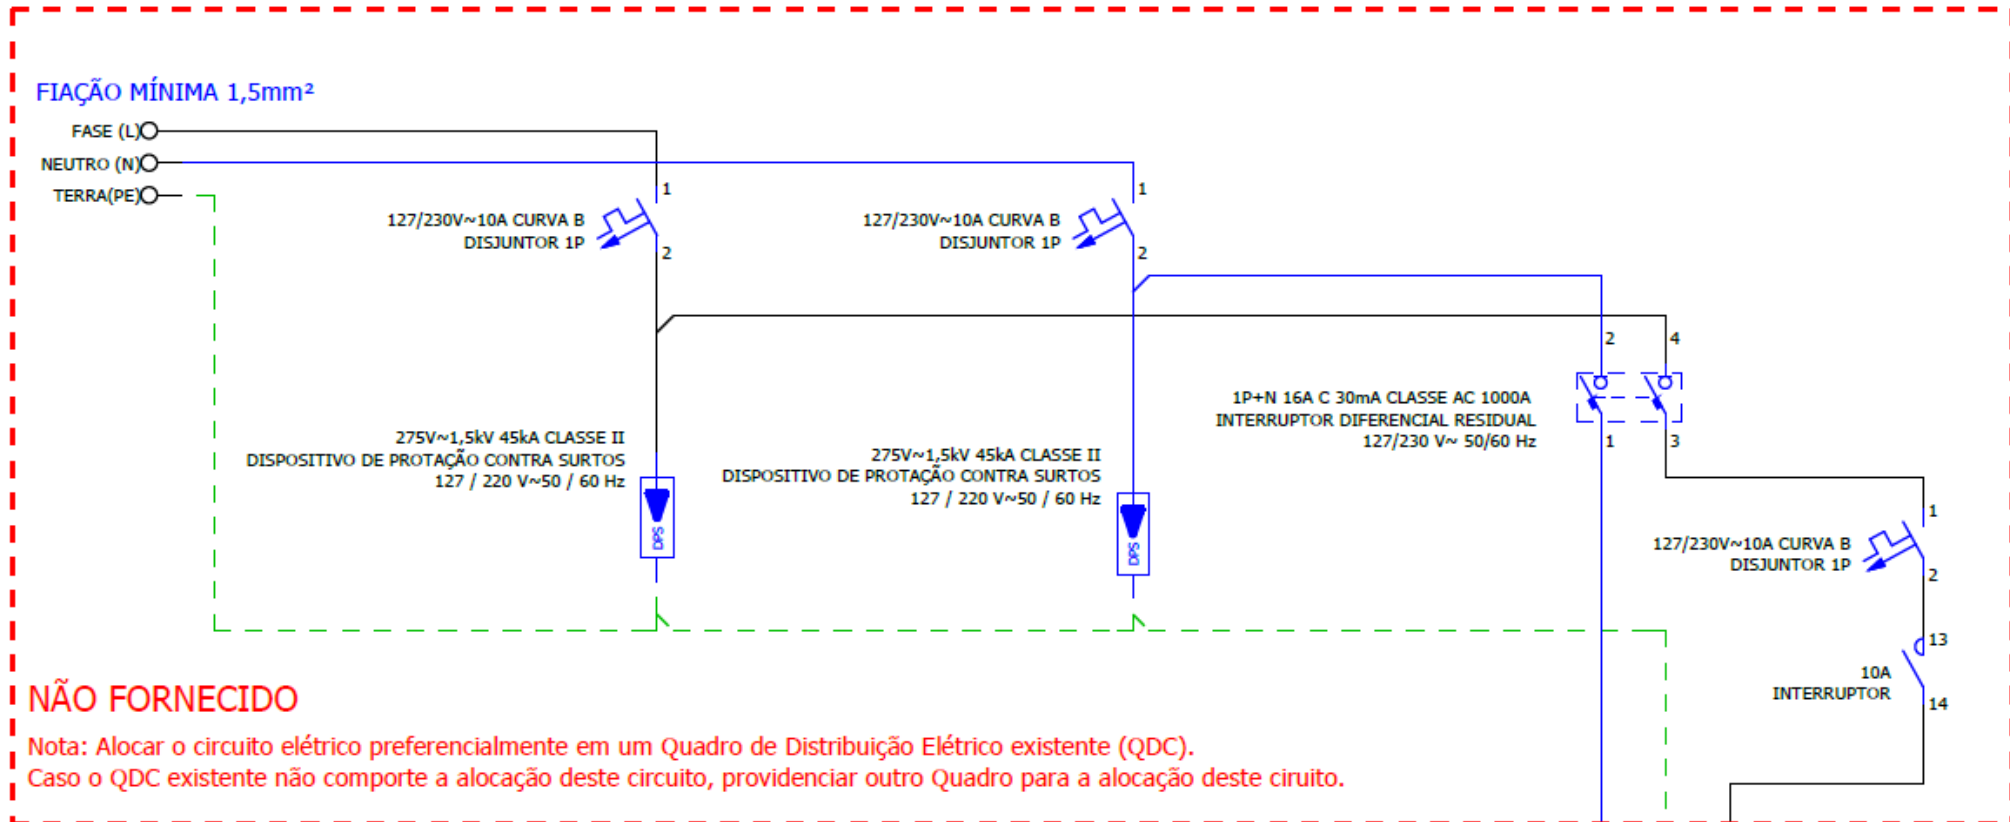 FIAÇÃO MÍNIMA 1,5mm²
FASE (L)
NEUTRO (N)
TERRA(PE)
1
127/230V~10A CURVA B
DISJUNTOR 1P
2
1
127/230V~10A CURVA B
DISJUNTOR 1P
2
2
4
1P+N 16A C 30mA CLASSE AC 1000A
INTERRUPTOR DIFERENCIAL RESIDUAL
127/230 V~ 50/60 Hz
1
3
275V~1,5kV 45kA CLASSE II
DISPOSITIVO DE PROTAÇÃO CONTRA SURTOS
127 / 220 V~50 / 60 Hz
DPS
275V~1,5kV 45kA CLASSE II
DISPOSITIVO DE PROTAÇÃO CONTRA SURTOS
127 / 220 V~50 / 60 Hz
DPS
1
127/230V~10A CURVA B
DISJUNTOR 1P
2
13
10A
INTERRUPTOR
14
NÃO FORNECIDO
Nota: Alocar o circuito elétrico preferencialmente em um Quadro de Distribuição Elétrico existente (QDC).
Caso o QDC existente não comporte a alocação deste circuito, providenciar outro Quadro para a alocação deste ciruito.